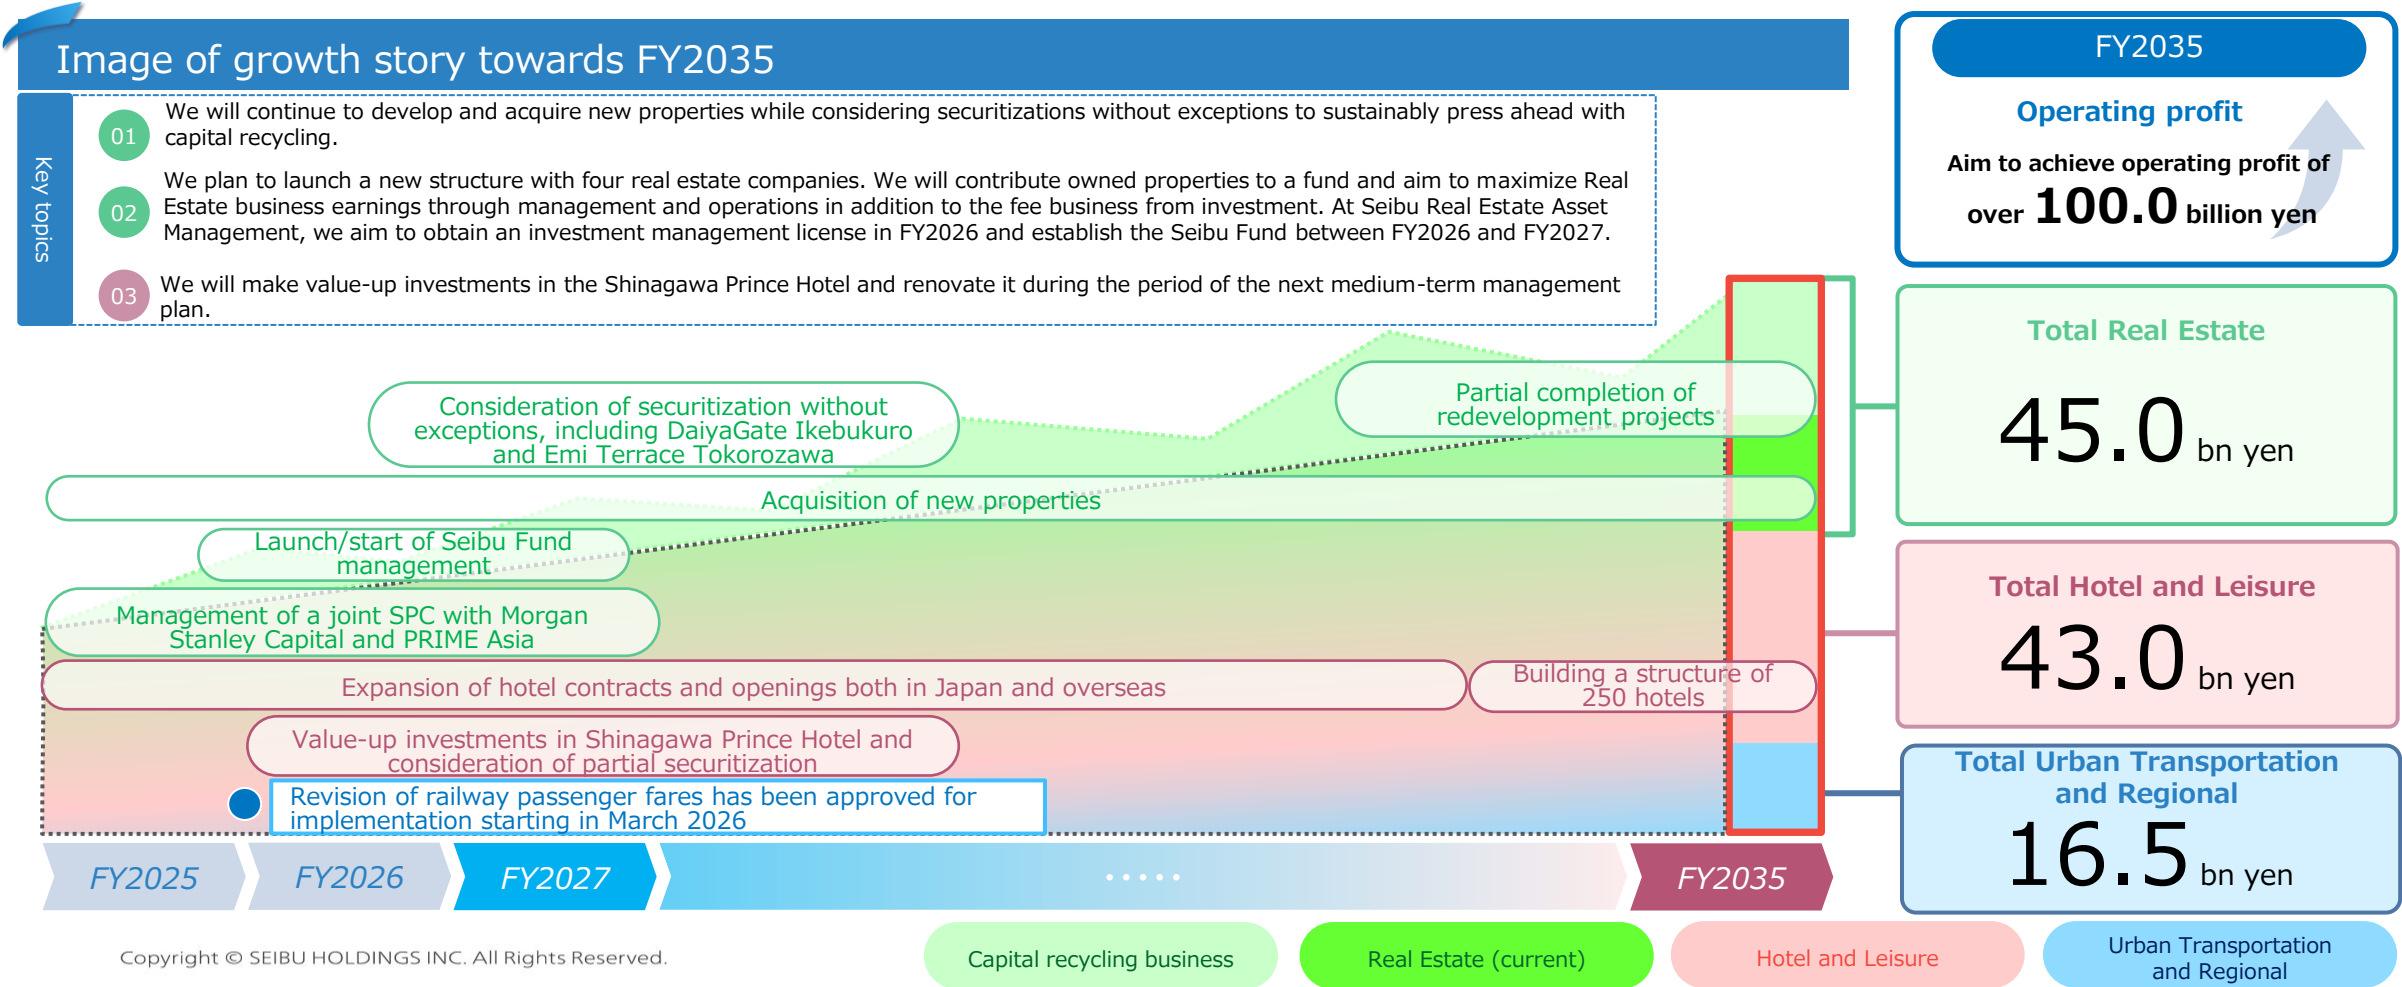 Image of growth story towards FY2035
Key topics
01
We will continue to develop and acquire new properties while considering securitizations without exceptions to sustainably press ahead with
capital recycling.
02
We plan to launch a new structure with four real estate companies. We will contribute owned properties to a fund and aim to maximize Real
Estate business earnings through management and operations in addition to the fee business from investment. At Seibu Real Estate Asset
Management, we aim to obtain an investment management license in FY2026 and establish the Seibu Fund between FY2026 and FY2027.
03
We will make value-up investments in the Shinagawa Prince Hotel and renovate it during the period of the next medium-term management
plan.
FY2035
Operating profit
Aim to achieve operating profit of
over 100.0 billion yen
Total Real Estate
45.0 bn yen
Total Hotel and Leisure
43.0 bn yen
Total Urban Transportation
and Regional
16.5 bn yen
Partial completion of
redevelopment projects
Consideration of securitization without
exceptions, including DaiyaGate Ikebukuro
and Emi Terrace Tokorozawa
Acquisition of new properties
Launch/start of Seibu Fund
management
Management of a joint SPC with Morgan
Stanley Capital and PRIME Asia
Expansion of hotel contracts and openings both in Japan and overseas
Building a structure of
250 hotels
Value-up investments in Shinagawa Prince Hotel and
consideration of partial securitization
Revision of railway passenger fares has been approved for
implementation starting in March 2026
FY2025
FY2026
FY2027
.....
FY2035
Copyright © SEIBU HOLDINGS INC. All Rights Reserved.
Capital recycling business
Real Estate (current)
Hotel and Leisure
Urban Transportation
and Regional